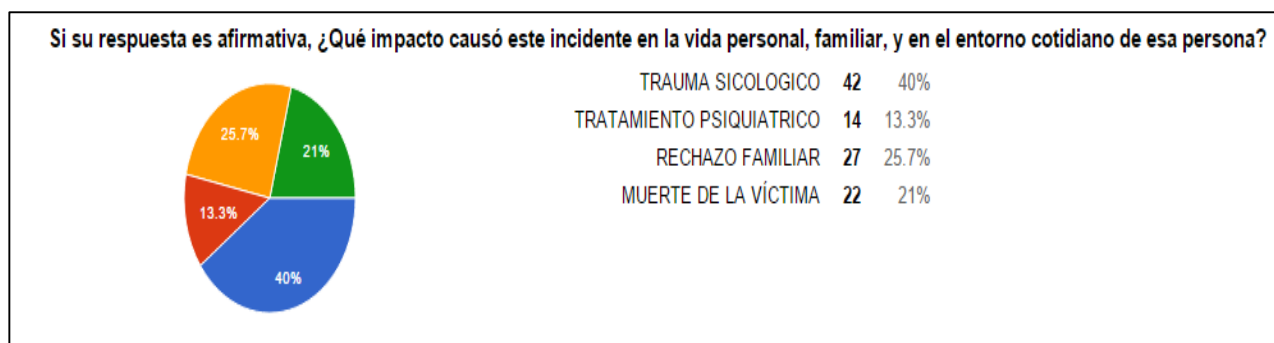 Si su respuesta es afirmativa, ¿Qué impacto causó este incidente en la vida personal, familiar, y en el entorno cotidiano de esa persona?
TRAUMA SICOLOGICO 42 40%
TRATAMIENTO PSIQUIATRICO 14 13.3%
RECHAZO FAMILIAR 27 25.7%
MUERTE DE LA VÍCTIMA 22 21%
25.7%
21%
13.3%
40%